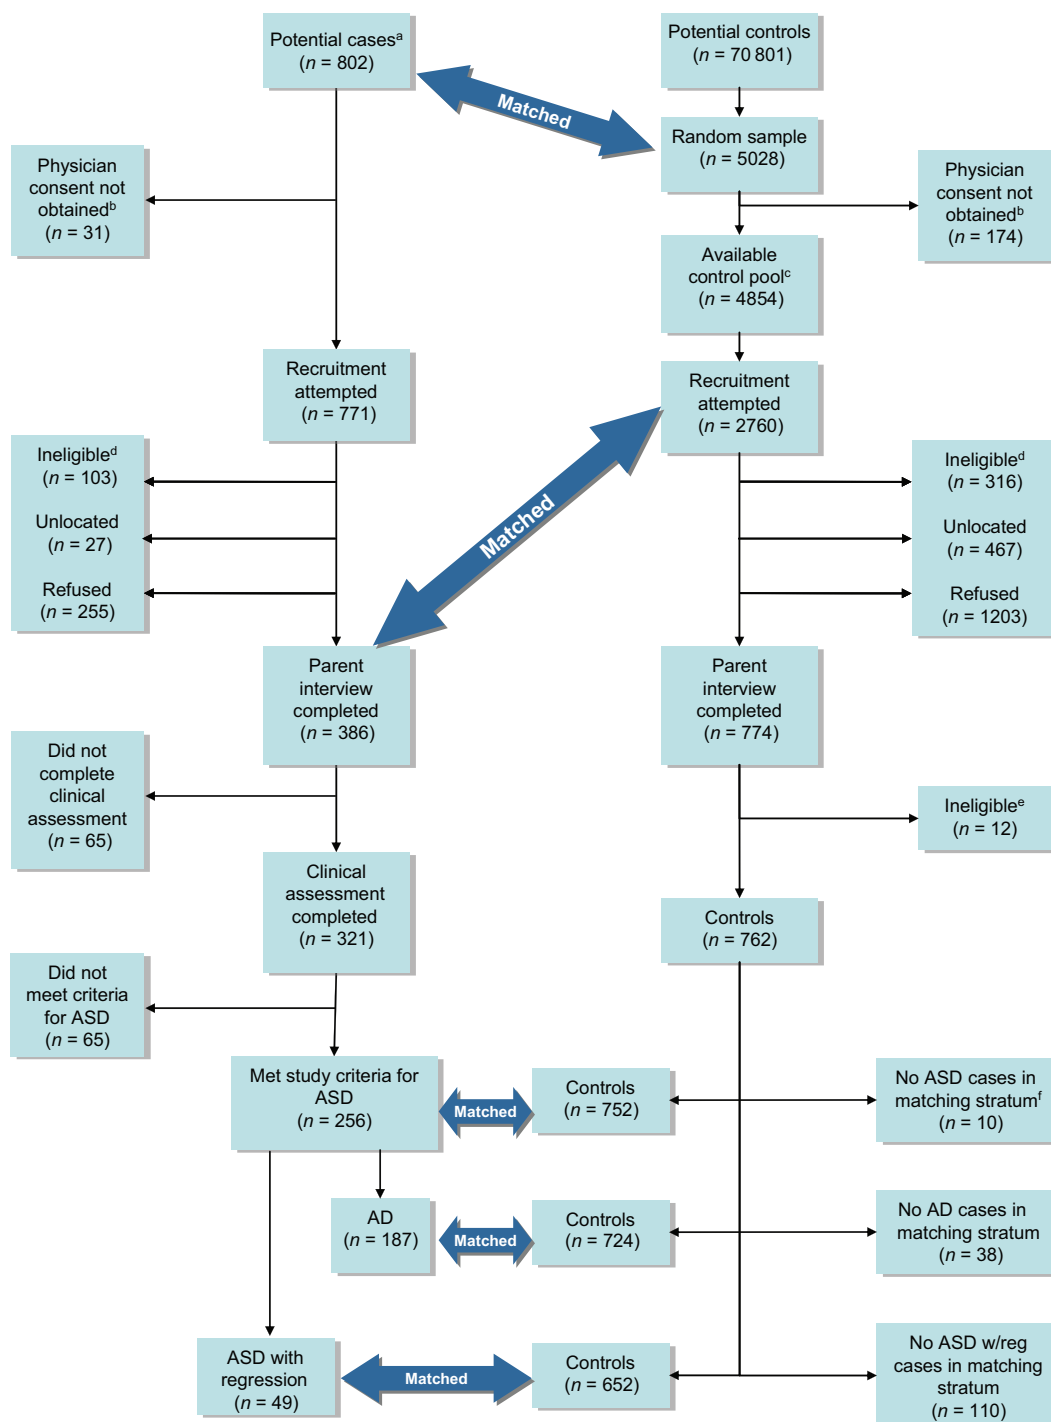 Potential casesᵃ
(n = 802)
Potential controls
(n = 70 801)
Matched
Random sample
(n = 5028)
Physician
consent not
obtainedᵇ
(n = 31)
Physician
consent not
obtainedᵇ
(n = 174)
Available
control poolᶜ
(n = 4854)
Recruitment
attempted
(n = 771)
Recruitment
attempted
(n = 2760)
Matched
Ineligibleᵈ
(n = 103)
Unlocated
(n = 27)
Refused
(n = 255)
Ineligibleᵈ
(n = 316)
Unlocated
(n = 467)
Refused
(n = 1203)
Parent
interview
completed
(n = 386)
Parent
interview
completed
(n = 774)
Did not
complete
clinical
assessment
(n = 65)
Ineligibleᵉ
(n = 12)
Clinical
assessment
completed
(n = 321)
Controls
(n = 762)
Did not
meet criteria
for ASD
(n = 65)
Met study criteria for
ASD
(n = 256)
Matched
Controls
(n = 752)
No ASD cases in
matching stratumᶠ
(n = 10)
AD
(n = 187)
Matched
Controls
(n = 724)
No AD cases in
matching stratum
(n = 38)
ASD with
regression
(n = 49)
Matched
Controls
(n = 652)
No ASD w/reg
cases in matching
stratum
(n = 110)